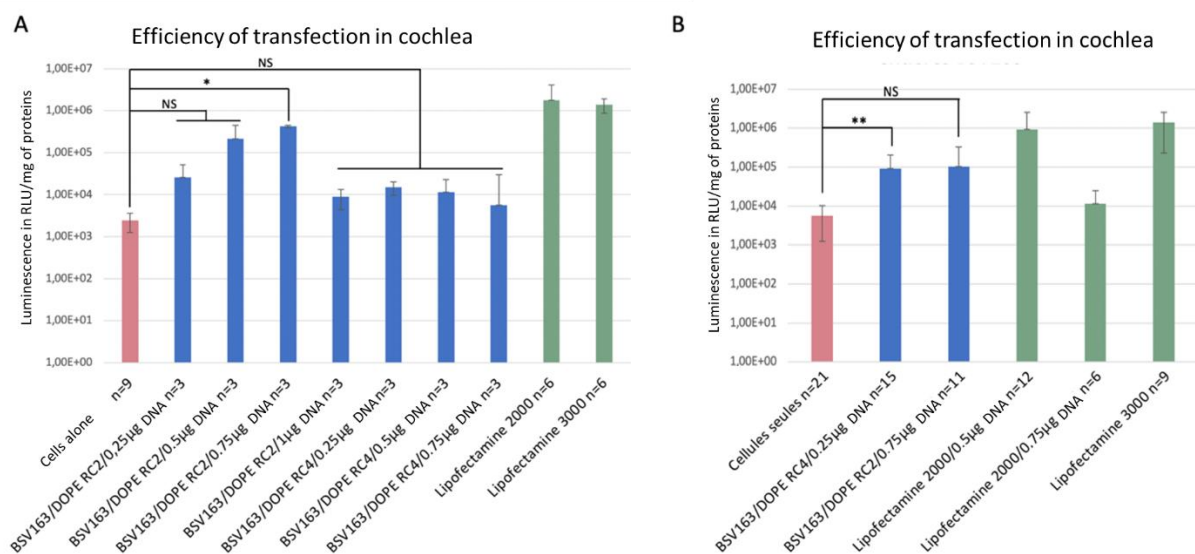 A
Efficiency of transfection in cochlea
Luminescence in RLU/mg of proteins
1,00E+07
1,00E+06
1,00E+05
1,00E+04
1,00E+03
1,00E+02
1,00E+01
1,00E+00
NS
*
NS
Cells alone n=9
BSV163/DOPE RC2/0.25µg DNA n=3
BSV163/DOPE RC2/0.5µg DNA n=3
BSV163/DOPE RC2/0.75µg DNA n=3
BSV163/DOPE RC2/1µg DNA n=3
BSV163/DOPE RC4/0.25µg DNA n=3
BSV163/DOPE RC4/0.5µg DNA n=3
BSV163/DOPE RC4/0.75µg DNA n=3
Lipofectamine 2000 n=6
Lipofectamine 3000 n=6
B
Efficiency of transfection in cochlea
Luminescence in RLU/mg of proteins
1,00E+07
1,00E+06
1,00E+05
1,00E+04
1,00E+03
1,00E+02
1,00E+01
1,00E+00
NS
**
Cellules seules n=21
BSV163/DOPE RC4/0.25µg DNA n=15
BSV163/DOPE RC2/0.75µg DNA n=11
Lipofectamine 2000/0.5µg DNA n=12
Lipofectamine 2000/0.75µg DNA n=6
Lipofectamine 3000 n=9